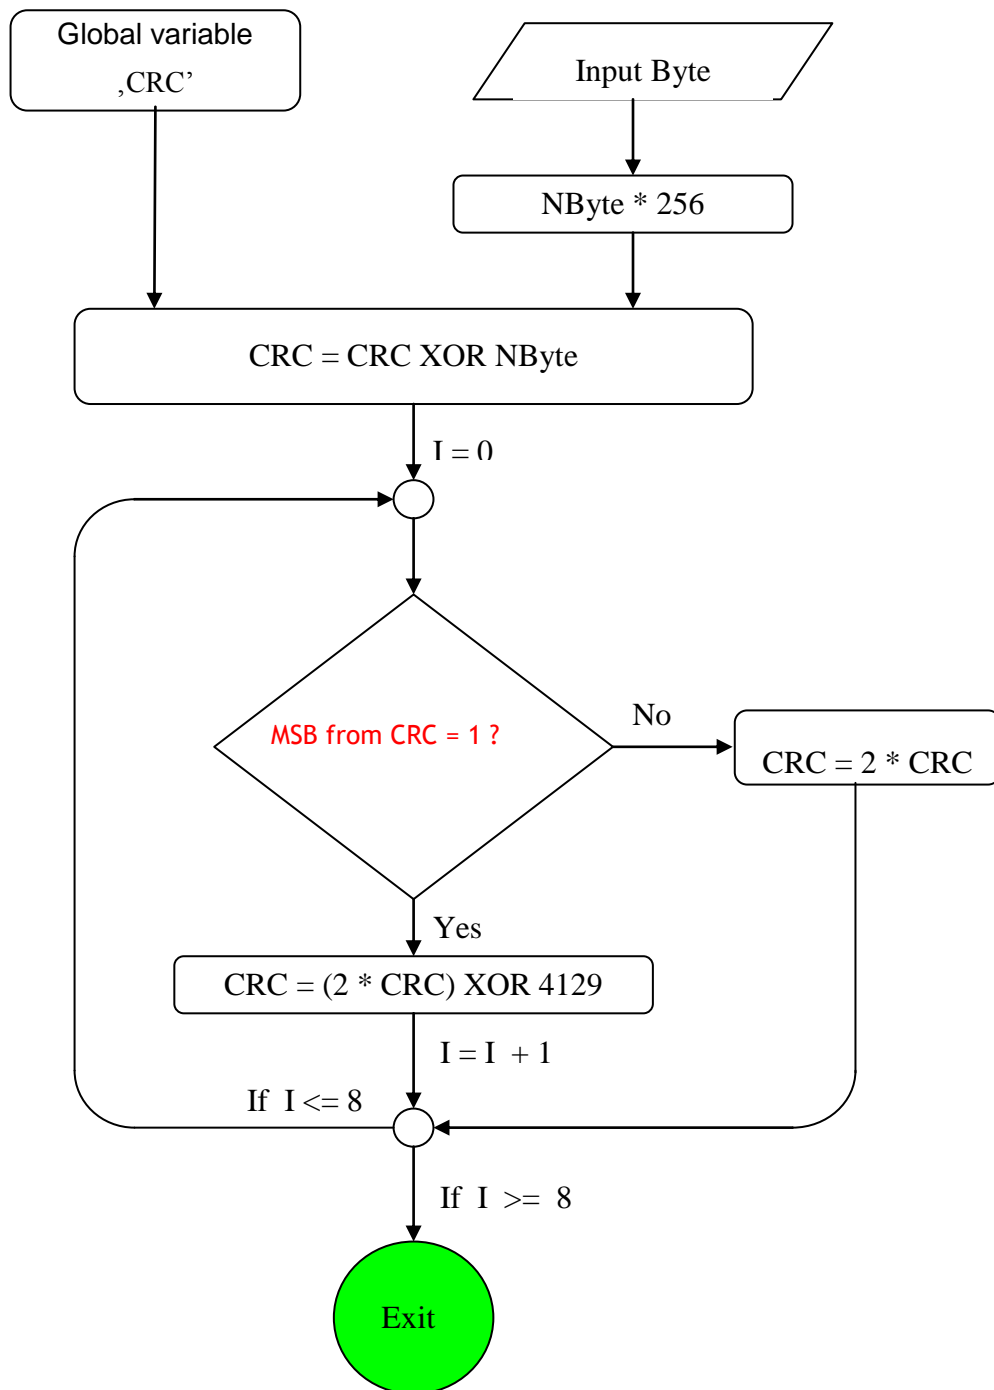 Global variable
‚CRC’
Input Byte
NByte * 256
CRC = CRC XOR NByte
I = 0
MSB from CRC = 1 ?
No
CRC = 2 * CRC
Yes
CRC = (2 * CRC) XOR 4129
I = I + 1
If I <= 8
If I >= 8
Exit